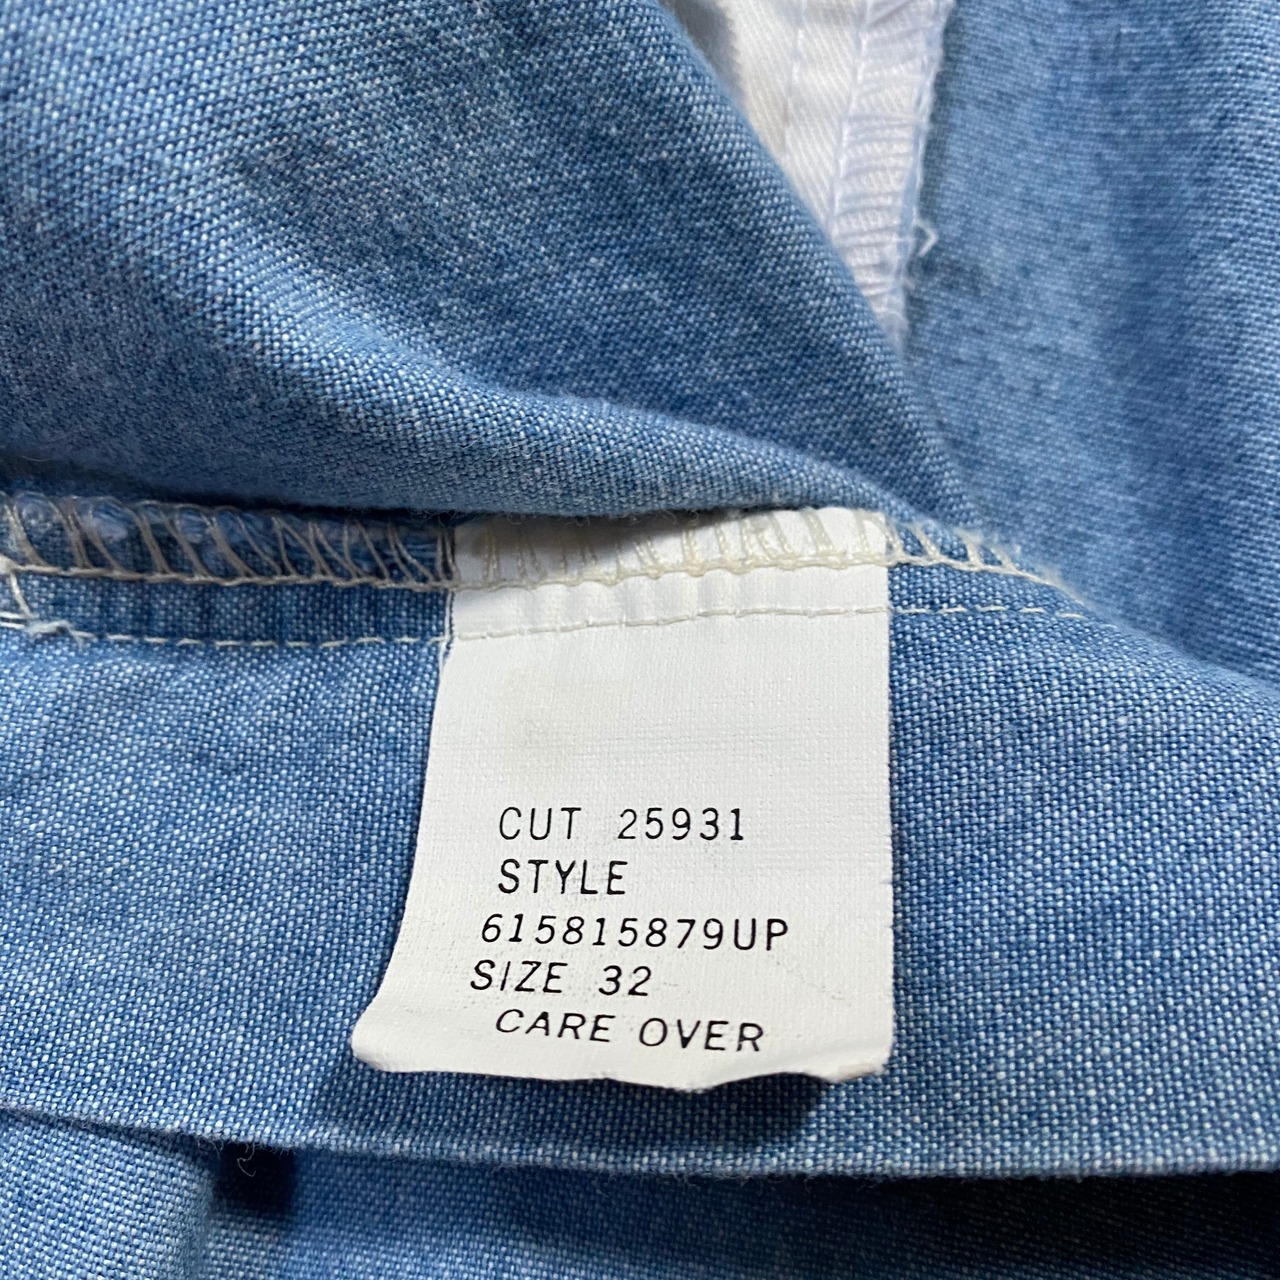 CUT 25931
STYLE
615815879UP
SIZE 32
CARE OVER